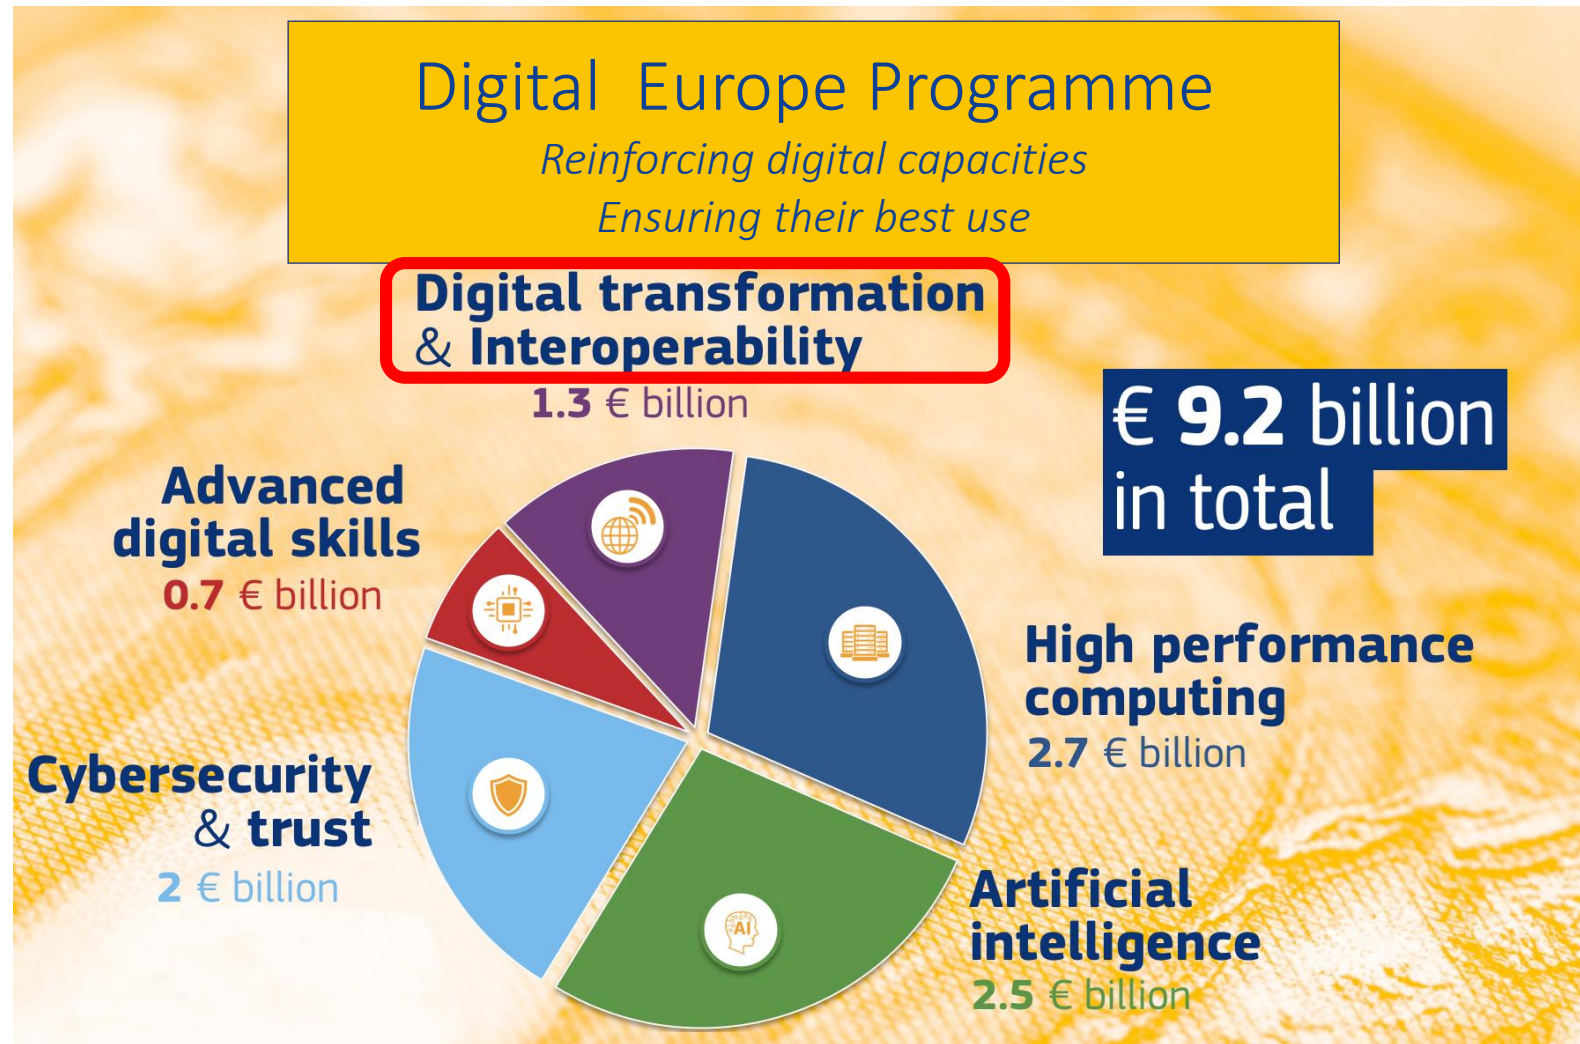 Digital Europe Programme
Reinforcing digital capacities
Ensuring their best use
Digital transformation
& Interoperability
1.3 € billion
€ 9.2 billion
in total
Advanced
digital skills
0.7 € billion
High performance
computing
2.7 € billion
Cybersecurity
& trust
2 € billion
Artificial
intelligence
2.5 € billion
AI